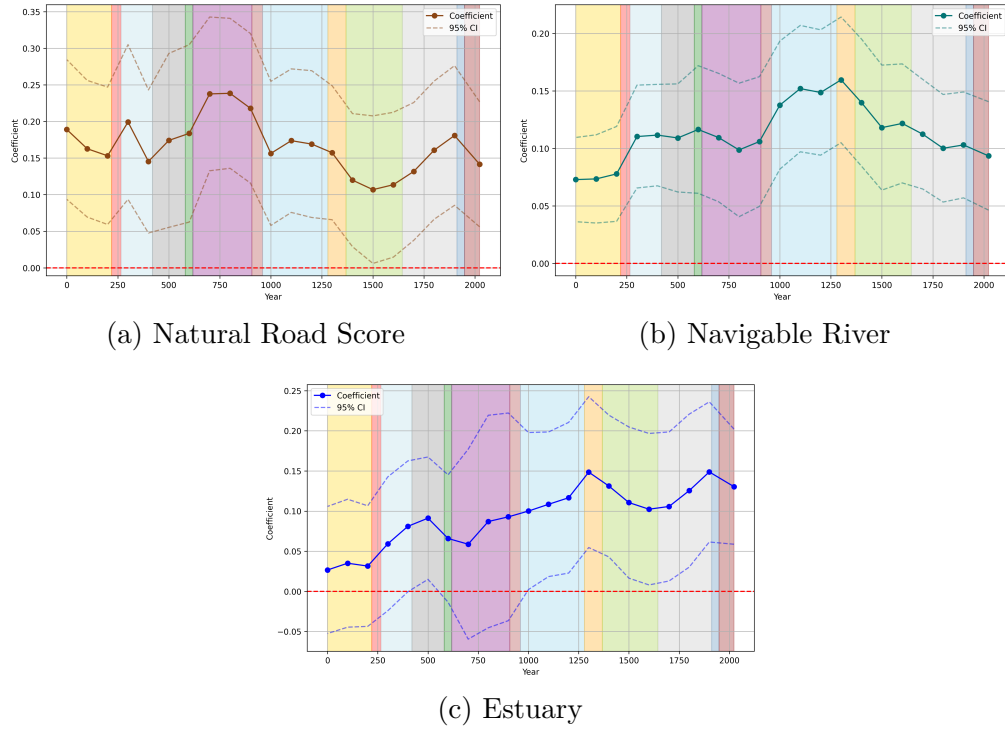 Coefficient
95% CI
0.35
0.30
0.25
0.20
0.15
0.10
0.05
0.00
Coefficient
0 250 500 750 1000 1250 1500 1750 2000
Year
(a) Natural Road Score
Coefficient
95% CI
0.20
0.15
0.10
0.05
0.00
Coefficient
0 250 500 750 1000 1250 1500 1750 2000
Year
(b) Navigable River
Coefficient
95% CI
0.25
0.20
0.15
0.10
0.05
0.00
−0.05
Coefficient
0 250 500 750 1000 1250 1500 1750 2000
Year
(c) Estuary